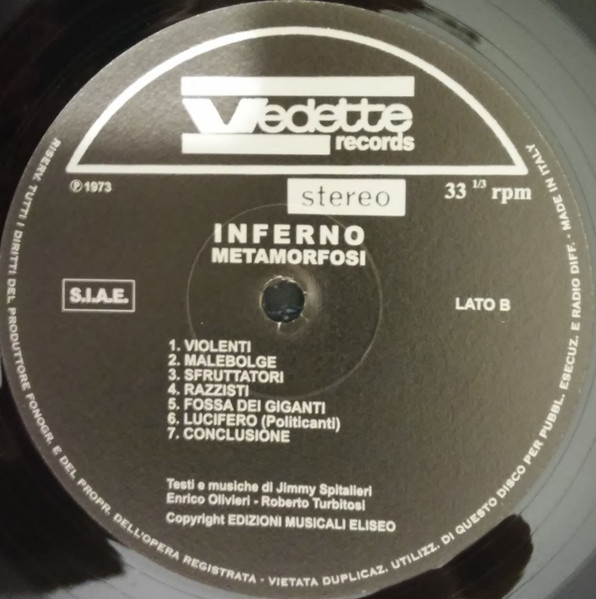 Vedette
records
℗ 1973
stereo
33 1/3 rpm
INFERNO
METAMORFOSI
S.I.A.E.
LATO B
1. VIOLENTI
2. MALEBOLGE
3. SFRUTTATORI
4. RAZZISTI
5. FOSSA DEI GIGANTI
6. LUCIFERO (Politicanti)
7. CONCLUSIONE
Testi e musiche di Jimmy Spitalieri
Enrico Olivieri - Roberto Turbitosi
Copyright EDIZIONI MUSICALI ELISEO
RISERV. TUTTI I DIRITTI DEL PRODUTTORE FONOGR. E DEL PROPR. DELL'OPERA REGISTRATA - VIETATA DUPLICAZ. UTILIZZ. DI QUESTO DISCO PER PUBBL. ESECUZ. E RADIO DIFF. - MADE IN ITALY